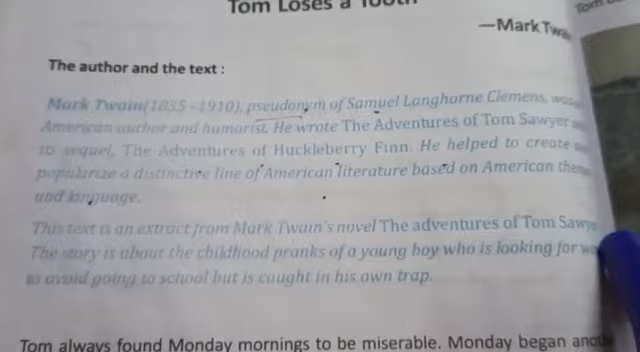 Tom Loses a Tooth
—Mark Twain
Tom
The author and the text :
Mark Twain(1835-1910), pseudonym of Samuel Langhorne Clemens, was
American author and humorist. He wrote The Adventures of Tom Sawyer
its sequel, The Adventures of Huckleberry Finn. He helped to create
popularize a distinctive line of American literature based on American
and language.
This text is an extract from Mark Twain's novel The adventures of Tom Sawy
The story is about the childhood pranks of a young boy who is looking for
to avoid going to school but is caught in his own trap.
Tom always found Monday mornings to be miserable. Monday began